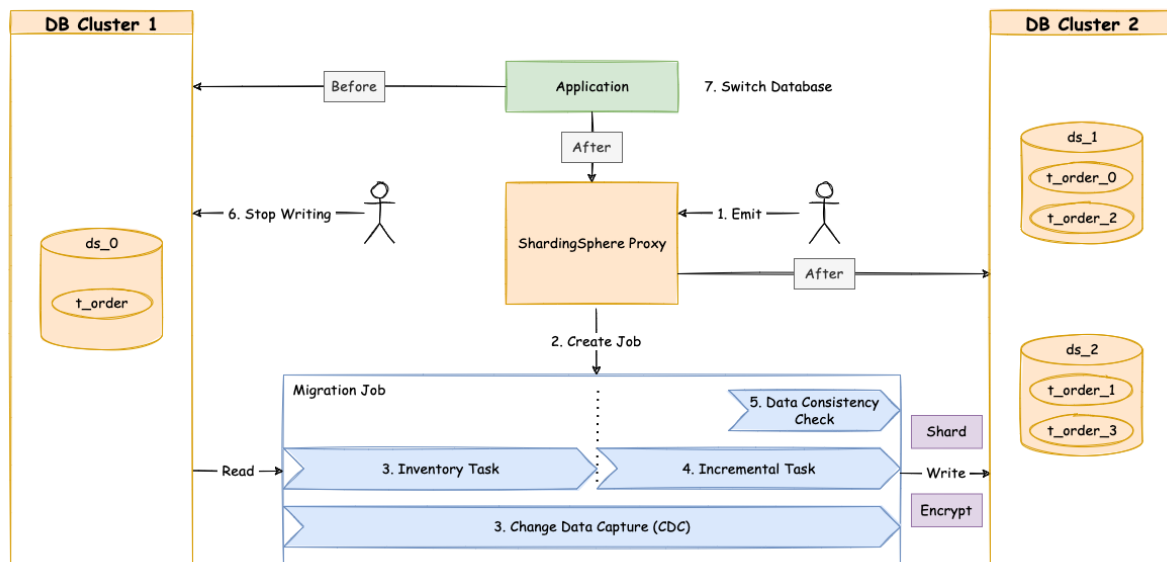 DB Cluster 1
DB Cluster 2
Before
Application
7. Switch Database
After
ds_1
t_order_0
t_order_2
6. Stop Writing
1. Emit
ShardingSphere Proxy
After
ds_0
t_order
2. Create Job
ds_2
t_order_1
t_order_3
Migration Job
5. Data Consistency
Check
Shard
Read
3. Inventory Task
4. Incremental Task
Write
Encrypt
3. Change Data Capture (CDC)